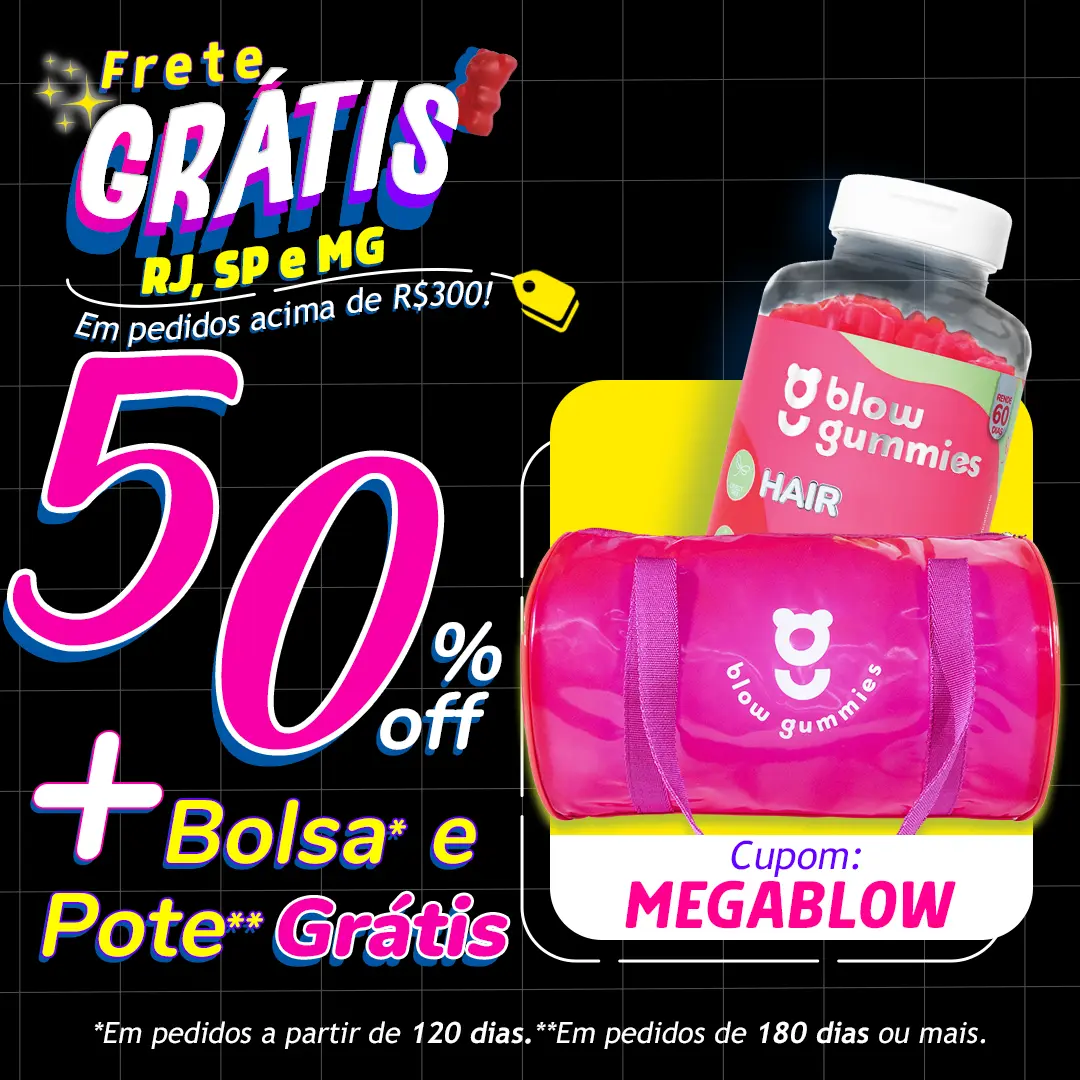 Frete
GRÁTIS
RJ, SP e MG
Em pedidos acima de R$300!
50
%
off
+ Bolsa* e
Pote** Grátis
blow
gummies
HAIR
RENDE
60
DIAS
blow gummies
Cupom:
MEGABLOW
*Em pedidos a partir de 120 dias.**Em pedidos de 180 dias ou mais.